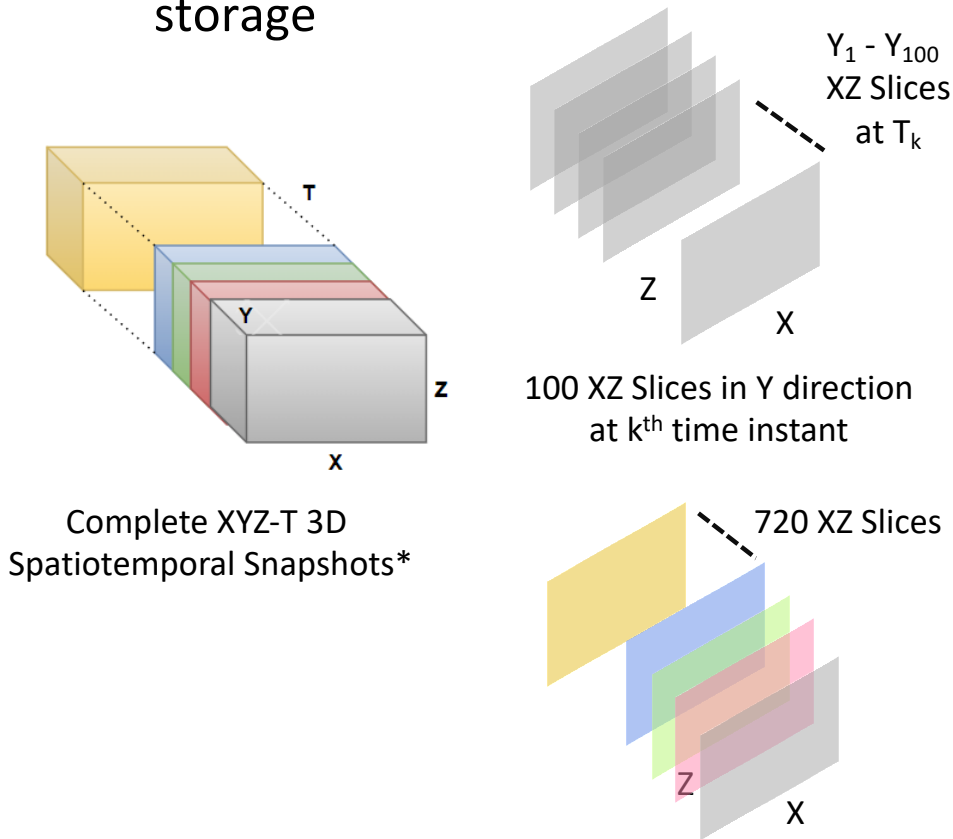 storage
Y₁ - Y₁₀₀
XZ Slices
at Tₖ
T
Y
Z
X
Z
X
100 XZ Slices in Y direction
at kᵗʰ time instant
Complete XYZ-T 3D
Spatiotemporal Snapshots*
720 XZ Slices
Z
X